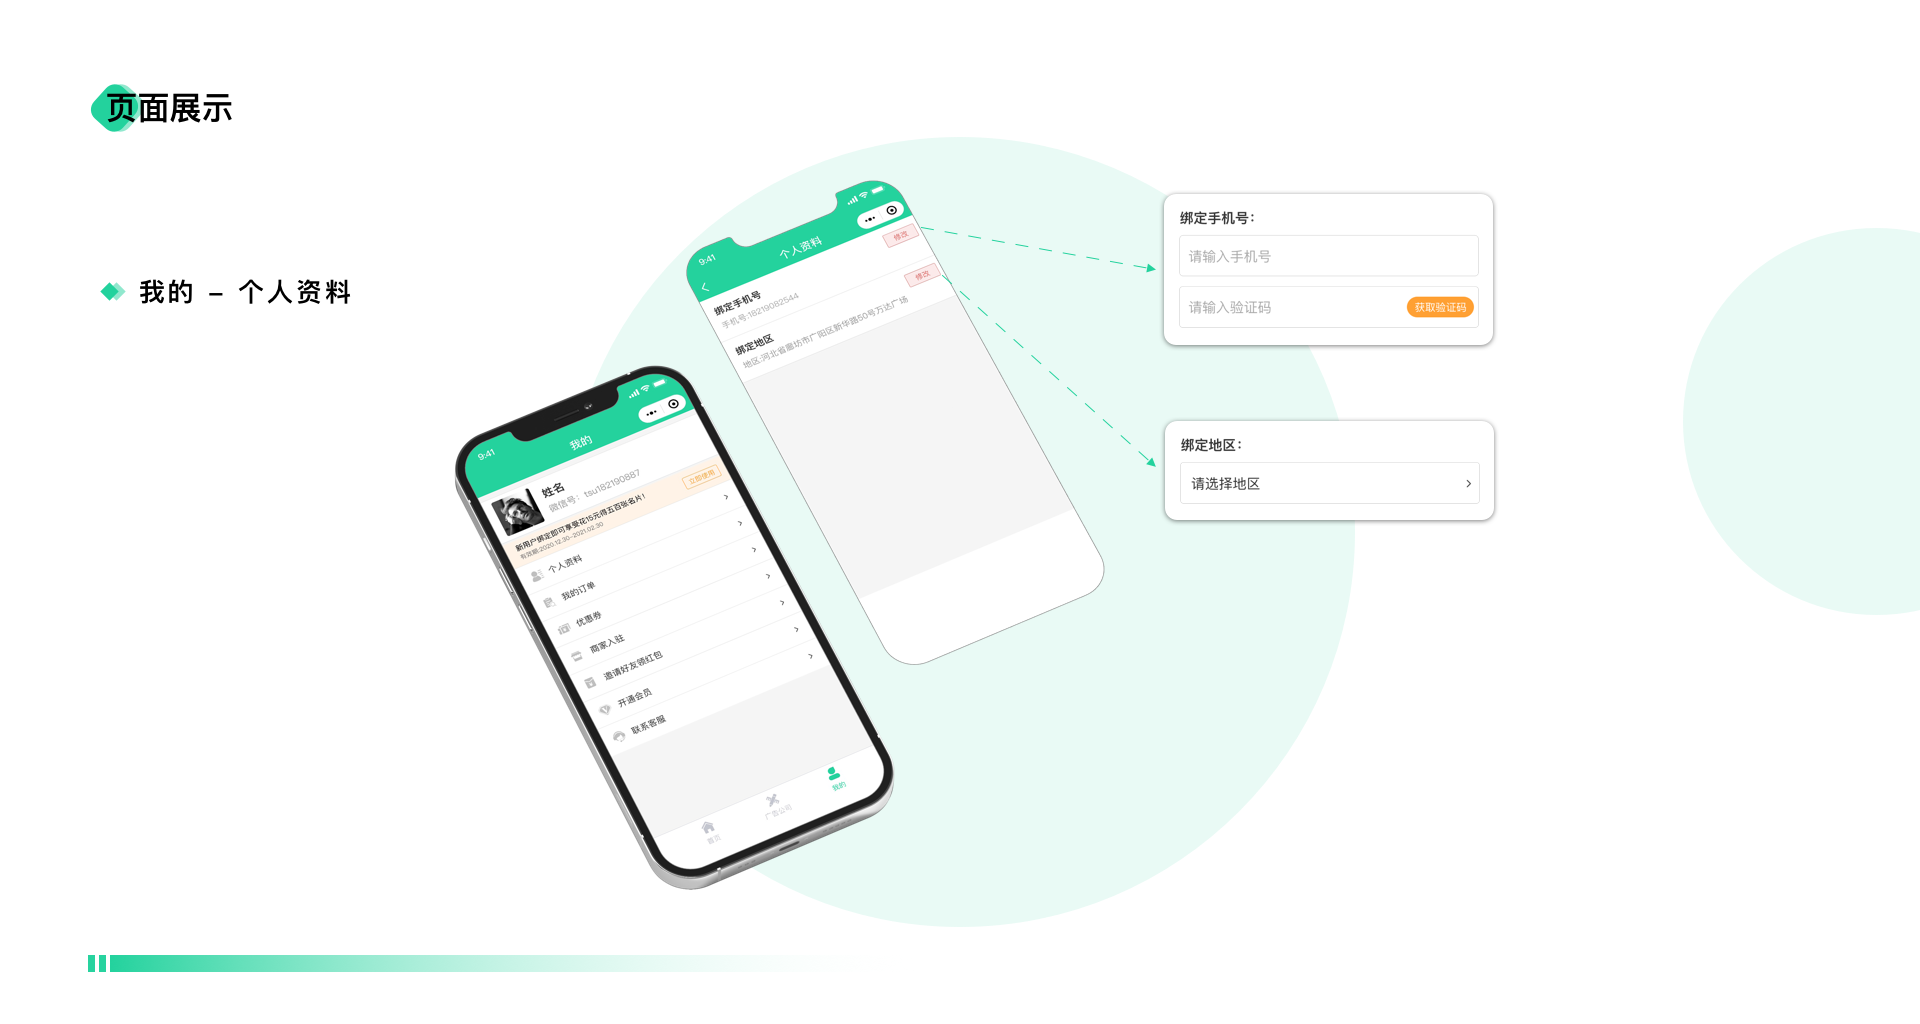 页面展示
我的 – 个人资料
9:41
个人资料
修改
绑定手机号
手机号:18219082544
修改
绑定地区
地区:河北省廊坊市广阳区新华路50号万达广场
绑定手机号：
请输入手机号
请输入验证码
获取验证码
绑定地区：
请选择地区
9:41
我的
姓名
微信号：tsu182190887
新用户绑定即可享受花15元得五百张名片!
有效期:2020.12.30-2021.02.30
立即使用
个人资料
我的订单
优惠券
商家入驻
邀请好友领红包
开通会员
联系客服
首页
广告公司
我的